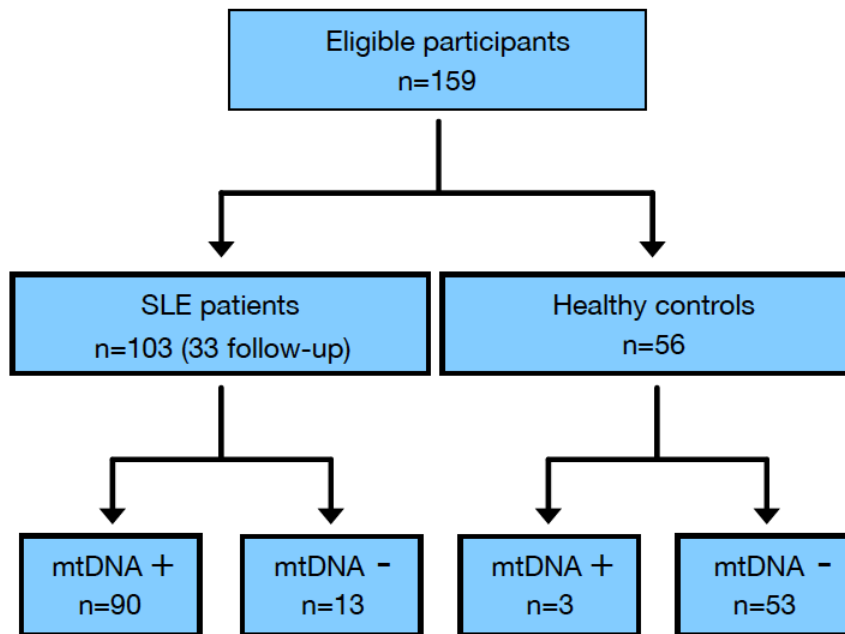 Eligible participants
n=159
SLE patients
n=103 (33 follow-up)
Healthy controls
n=56
mtDNA +
n=90
mtDNA -
n=13
mtDNA +
n=3
mtDNA -
n=53